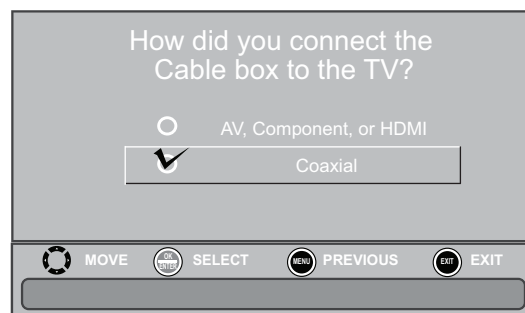 How did you connect the
Cable box to the TV?
AV, Component, or HDMI
Coaxial
MOVE OK ENTER SELECT MENU PREVIOUS EXIT EXIT